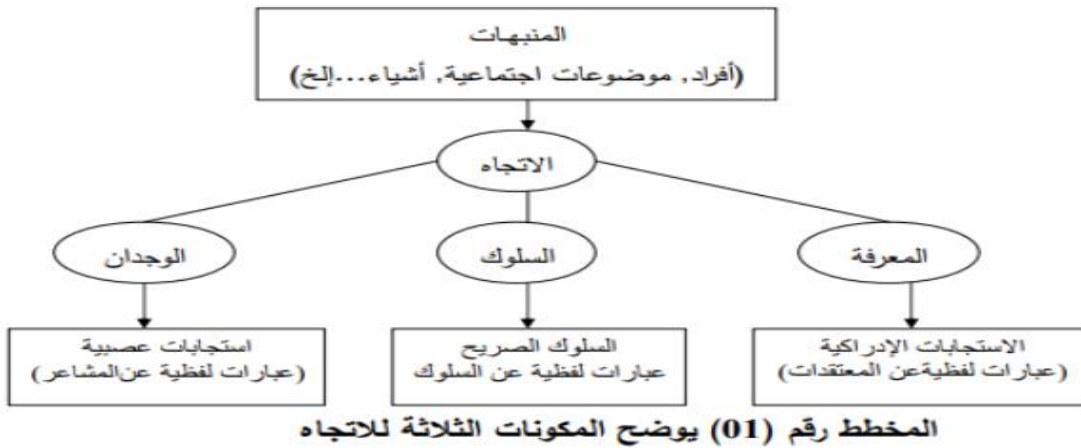 المنبهات
(أفراد, موضوعات اجتماعية, أشياء...إلخ)
الاتجاه
المعرفة
السلوك
الوجدان
الاستجابات الإدراكية
(عبارات لفظيةعن المعتقدات)
السلوك الصريح
عبارات لفظية عن السلوك
استجابات عصبية
(عبارات لفظية عنالمشاعر)
المخطط رقم (01) يوضح المكونات الثلاثة للاتجاه